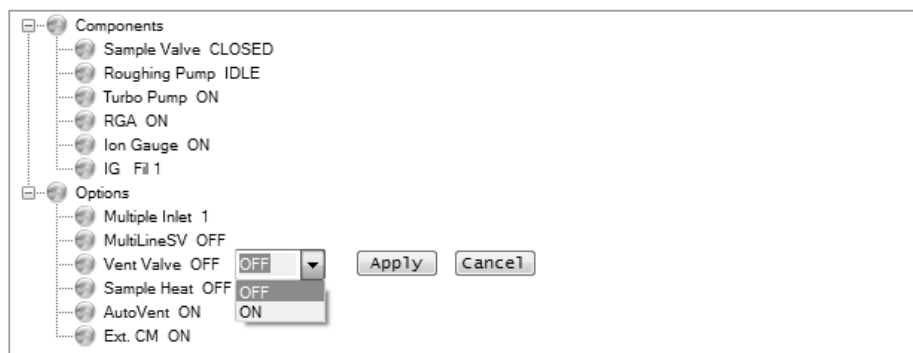 Components
Sample Valve CLOSED
Roughing Pump IDLE
Turbo Pump ON
RGA ON
Ion Gauge ON
IG Fil 1
Options
Multiple Inlet 1
MultiLineSV OFF
Vent Valve OFF OFF Apply Cancel
Sample Heat OFF OFF
AutoVent ON ON
Ext. CM ON